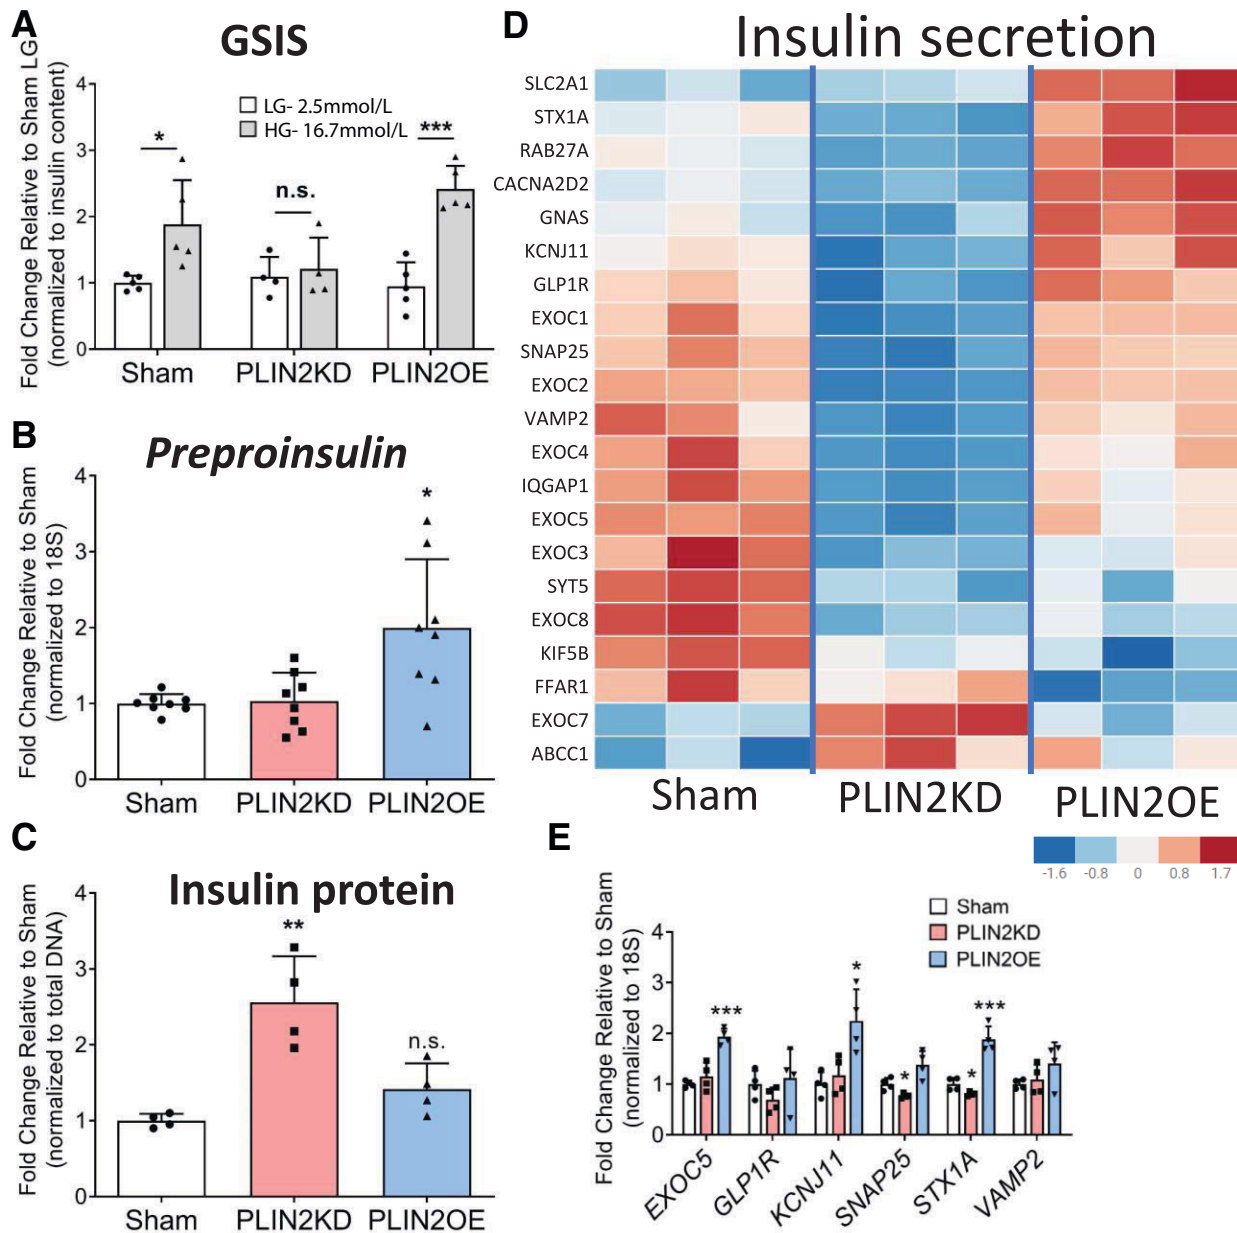 A
GSIS
Fold Change Relative to Sham LG
(normalized to insulin content)
4
3
2
1
0
LG- 2.5mmol/L
HG- 16.7mmol/L
*
n.s.
***
Sham
PLIN2KD
PLIN2OE
B
Preproinsulin
Fold Change Relative to Sham
(normalized to 18S)
4
3
2
1
0
*
Sham
PLIN2KD
PLIN2OE
C
Insulin protein
Fold Change Relative to Sham
(normalized to total DNA)
4
3
2
1
0
**
n.s.
Sham
PLIN2KD
PLIN2OE
D
Insulin secretion
SLC2A1
STX1A
RAB27A
CACNA2D2
GNAS
KCNJ11
GLP1R
EXOC1
SNAP25
EXOC2
VAMP2
EXOC4
IQGAP1
EXOC5
EXOC3
SYT5
EXOC8
KIF5B
FFAR1
EXOC7
ABCC1
Sham
PLIN2KD
PLIN2OE
-1.6 -0.8 0 0.8 1.7
E
Fold Change Relative to Sham
(normalized to 18S)
4
3
2
1
0
Sham
PLIN2KD
PLIN2OE
***
*
*
*
***
EXOC5
GLP1R
KCNJ11
SNAP25
STX1A
VAMP2